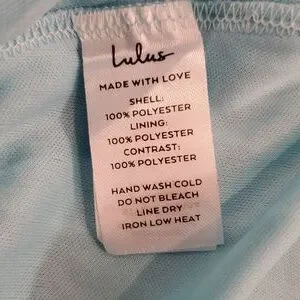 Lulus
MADE WITH LOVE
SHELL:
100% POLYESTER
LINING:
100% POLYESTER
CONTRAST:
100% POLYESTER
HAND WASH COLD
DO NOT BLEACH
LINE DRY
IRON LOW HEAT